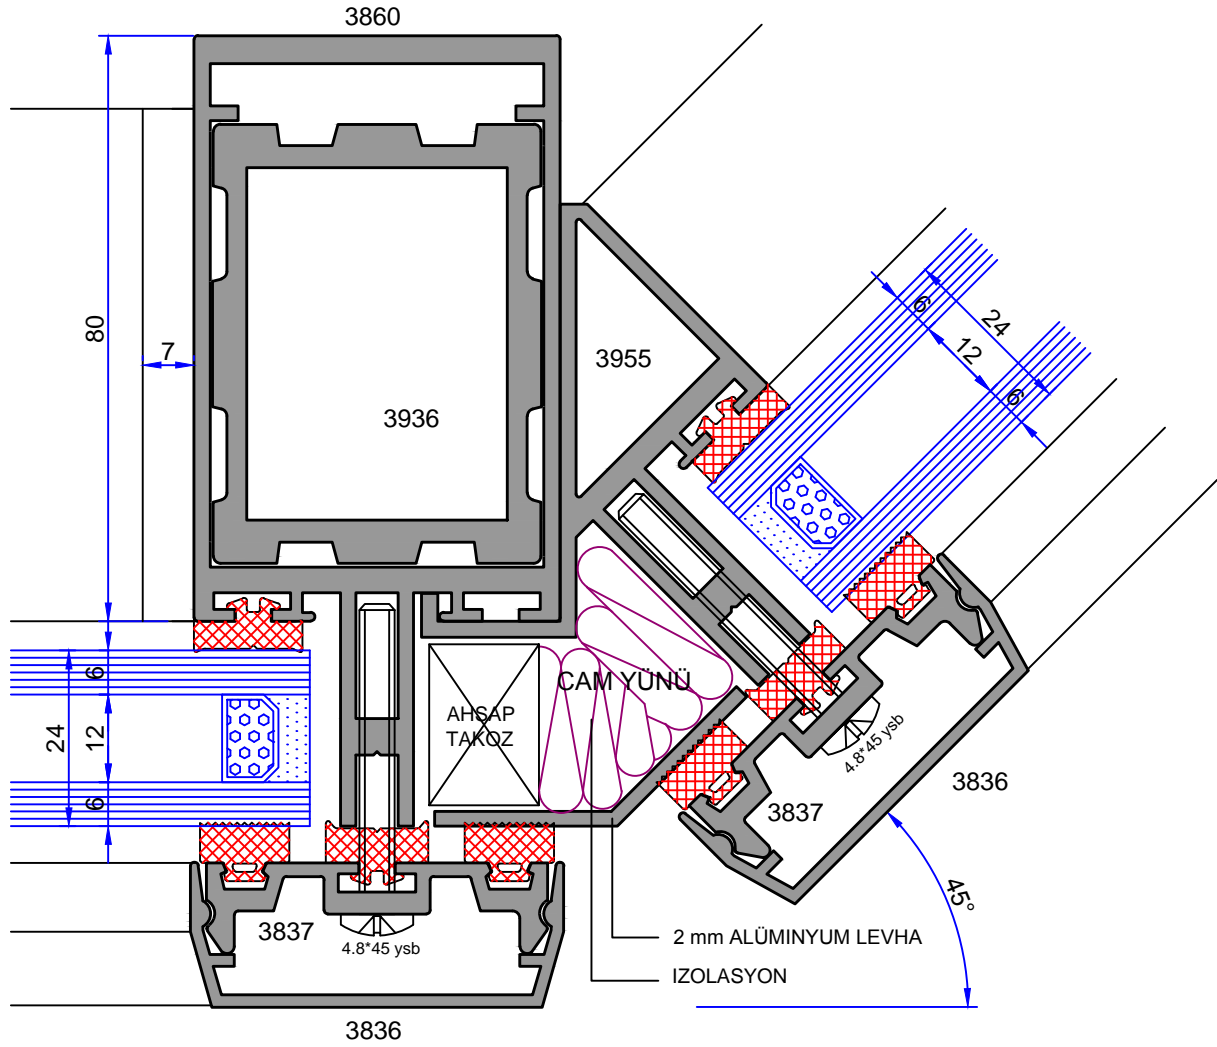 3860
80
7
3936
3955
6
12
6
24
6
12
6
24
CAM YÜNÜ
AHŞAP
TAKOZ
4.8*45 ysb
3836
3837
45°
3837
4.8*45 ysb
2 mm ALÜMINYUM LEVHA
IZOLASYON
3836